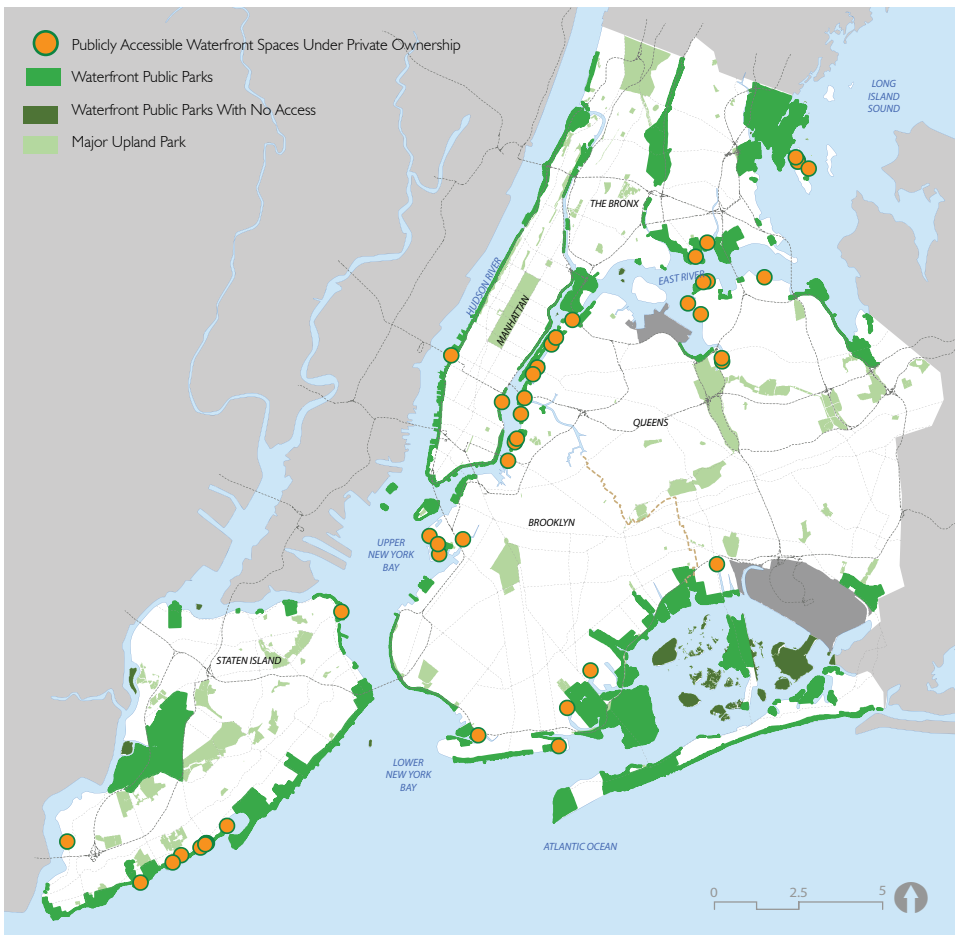 Publicly Accessible Waterfront Spaces Under Private Ownership
Waterfront Public Parks
Waterfront Public Parks With No Access
Major Upland Park
LONG
ISLAND
SOUND
THE BRONX
HUDSON RIVER
EAST RIVER
MANHATTAN
QUEENS
BROOKLYN
UPPER
NEW YORK
BAY
STATEN ISLAND
LOWER
NEW YORK
BAY
ATLANTIC OCEAN
0 2.5 5